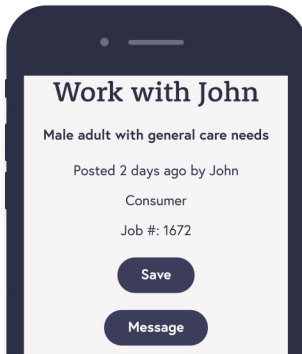 Work with John
Male adult with general care needs
Posted 2 days ago by John
Consumer
Job #: 1672
Save
Message